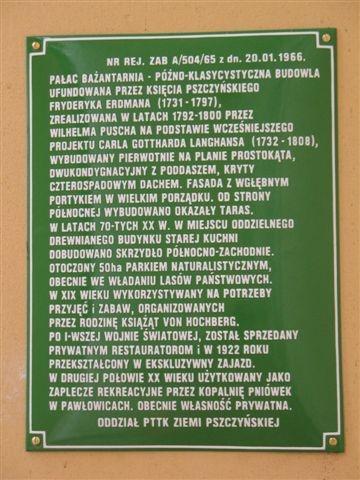 NR REJ. ZAB A/504/65 z dn. 20.01.1966.
PAŁAC BAŻANTARNIA - PÓŹNO-KLASYCYSTYCZNA BUDOWLA
UFUNDOWANA PRZEZ KSIĘCIA PSZCZYŃSKIEGO
FRYDERYKA ERDMANA (1731-1797),
ZREALIZOWANA W LATACH 1792-1800 PRZEZ
WILHELMA PUSCHA NA PODSTAWIE WCZEŚNIEJSZEGO
PROJEKTU CARLA GOTTHARDA LANGHANSA (1732-1808),
WYBUDOWANY PIERWOTNIE NA PLANIE PROSTOKĄTA,
DWUKONDYGNACYJNY Z PODDASZEM, KRYTY
CZTEROSPADOWYM DACHEM. FASADA Z WGŁĘBNYM
PORTYKIEM W WIELKIM PORZĄDKU. OD STRONY
PÓŁNOCNEJ WYBUDOWANO OKAZAŁY TARAS.
W LATACH 70-TYCH XX W. W MIEJSCU ODDZIELNEGO
DREWNIANEGO BUDYNKU STAREJ KUCHNI
DOBUDOWANO SKRZYDŁO PÓŁNOCNO-ZACHODNIE.
OTOCZONY 50ha PARKIEM NATURALISTYCZNYM,
OBECNIE WE WŁADANIU LASÓW PAŃSTWOWYCH.
W XIX WIEKU WYKORZYSTYWANY NA POTRZEBY
PRZYJĘĆ i ZABAW, ORGANIZOWANYCH
PRZEZ RODZINĘ KSIĄŻĄT VON HOCHBERG.
PO I-WSZEJ WOJNIE ŚWIATOWEJ, ZOSTAŁ SPRZEDANY
PRYWATNYM RESTAURATOROM i W 1922 ROKU
PRZEKSZTAŁCONY W EKSKLUZYWNY ZAJAZD.
W DRUGIEJ POŁOWIE XX WIEKU UŻYTKOWANY JAKO
ZAPLECZE REKREACYJNE PRZEZ KOPALNIĘ PNIÓWEK
W PAWŁOWICACH. OBECNIE WŁASNOŚĆ PRYWATNA.
ODDZIAŁ PTTK ZIEMI PSZCZYŃSKIEJ